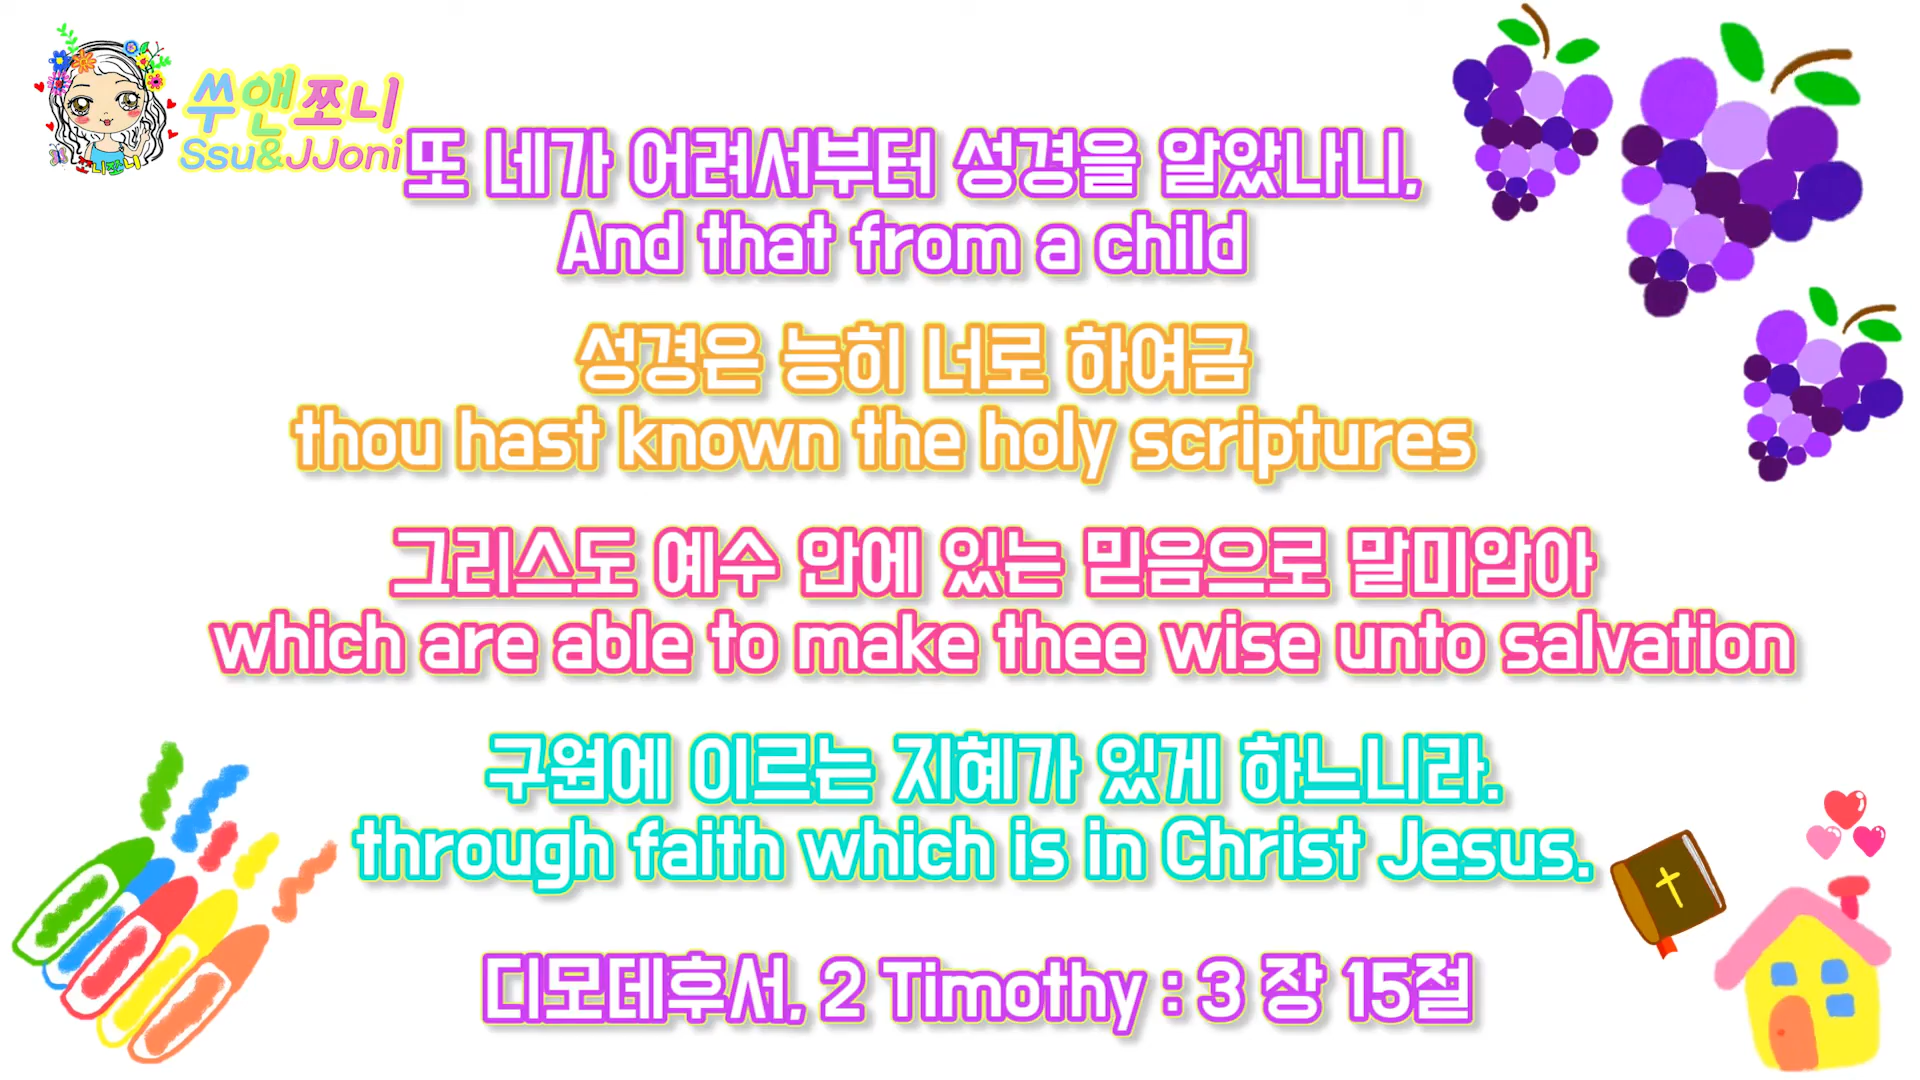 쑤앤쪼니
Ssu&JJoni
또 네가 어려서부터 성경을 알았나니,
And that from a child
성경은 능히 너로 하여금
thou hast known the holy scriptures
그리스도 예수 안에 있는 믿음으로 말미암아
which are able to make thee wise unto salvation
구원에 이르는 지혜가 있게 하느니라.
through faith which is in Christ Jesus.
디모데후서, 2 Timothy : 3 장 15절